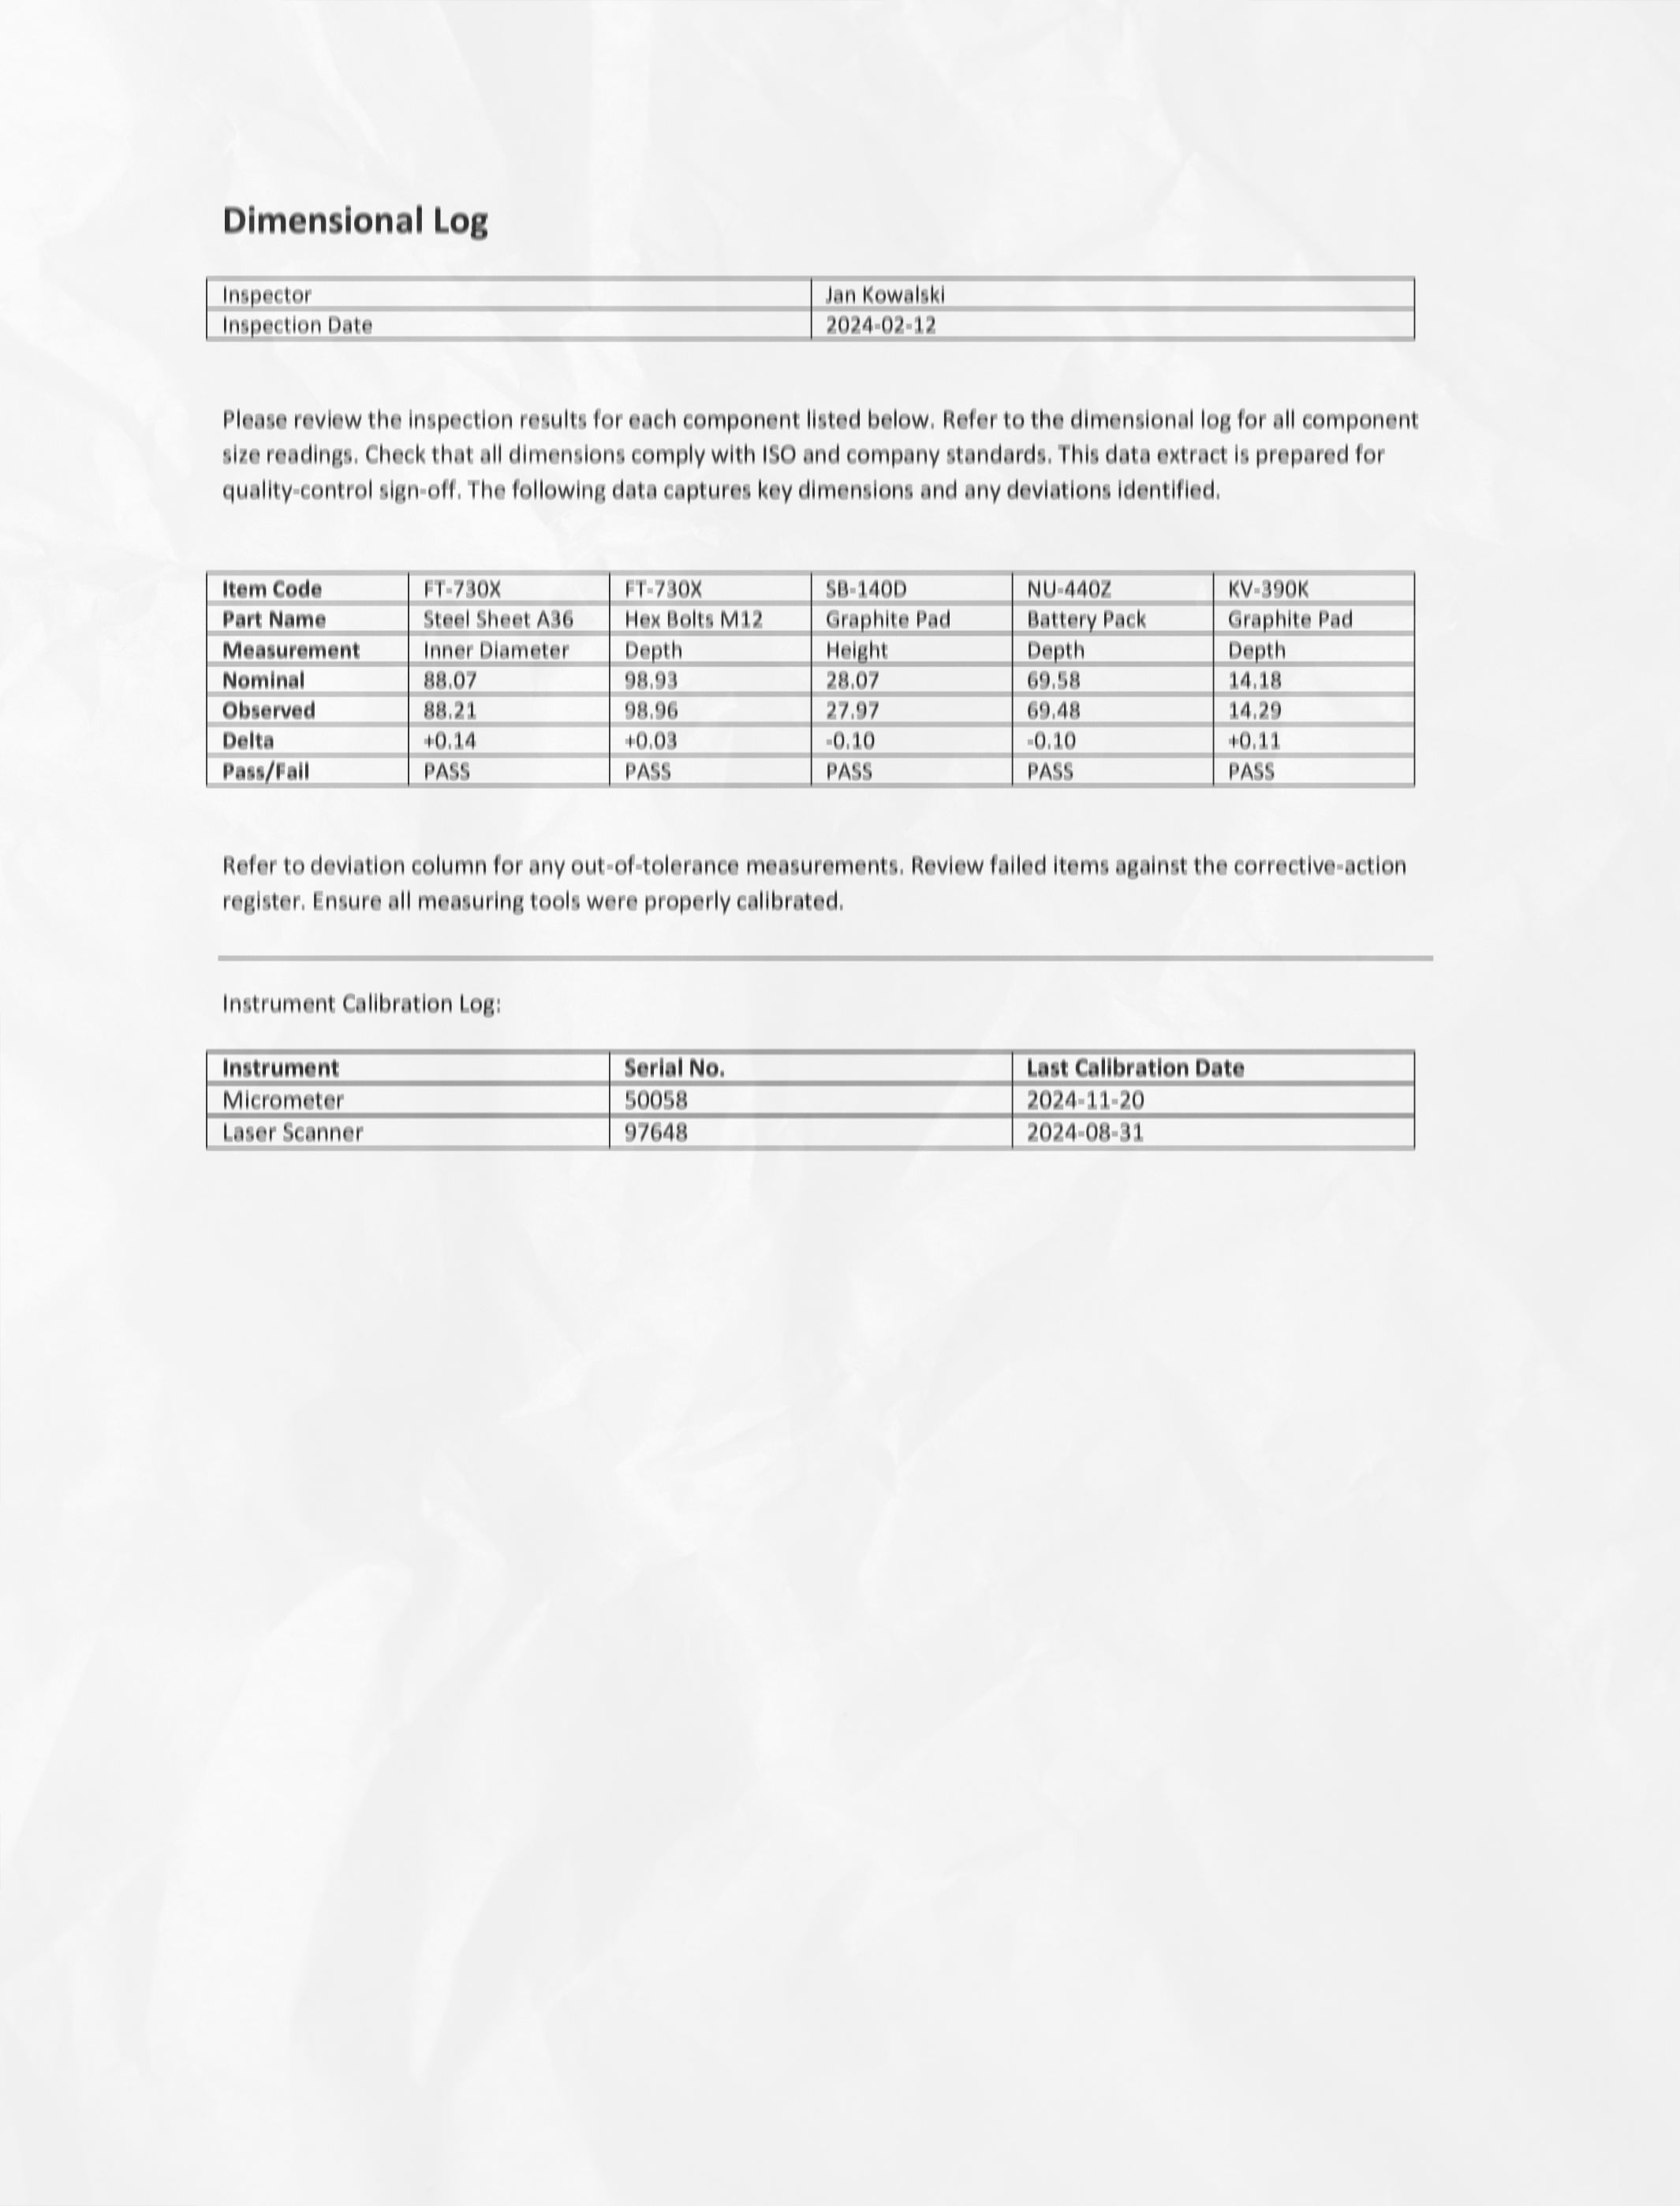 Dimensional Log
Inspector Jan Kowalski
Inspection Date 2024-02-12
Please review the inspection results for each component listed below. Refer to the dimensional log for all component
size readings. Check that all dimensions comply with ISO and company standards. This data extract is prepared for
quality-control sign-off. The following data captures key dimensions and any deviations identified.
Item Code FT-730X FT-730X SB-140D NU-440Z KV-390K
Part Name Steel Sheet A36 Hex Bolts M12 Graphite Pad Battery Pack Graphite Pad
Measurement Inner Diameter Depth Height Depth Depth
Nominal 88.07 98.93 28.07 69.58 14.18
Observed 88.21 98.96 27.97 69.48 14.29
Delta +0.14 +0.03 -0.10 -0.10 +0.11
Pass/Fail PASS PASS PASS PASS PASS
Refer to deviation column for any out-of-tolerance measurements. Review failed items against the corrective-action
register. Ensure all measuring tools were properly calibrated.
Instrument Calibration Log:
Instrument Serial No. Last Calibration Date
Micrometer 50058 2024-11-20
Laser Scanner 97648 2024-08-31